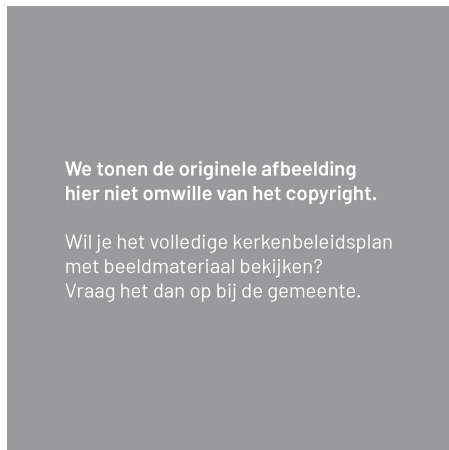 We tonen de originele afbeelding
hier niet omwille van het copyright.
Wil je het volledige kerkenbeleidsplan
met beeldmateriaal bekijken?
Vraag het dan op bij de gemeente.